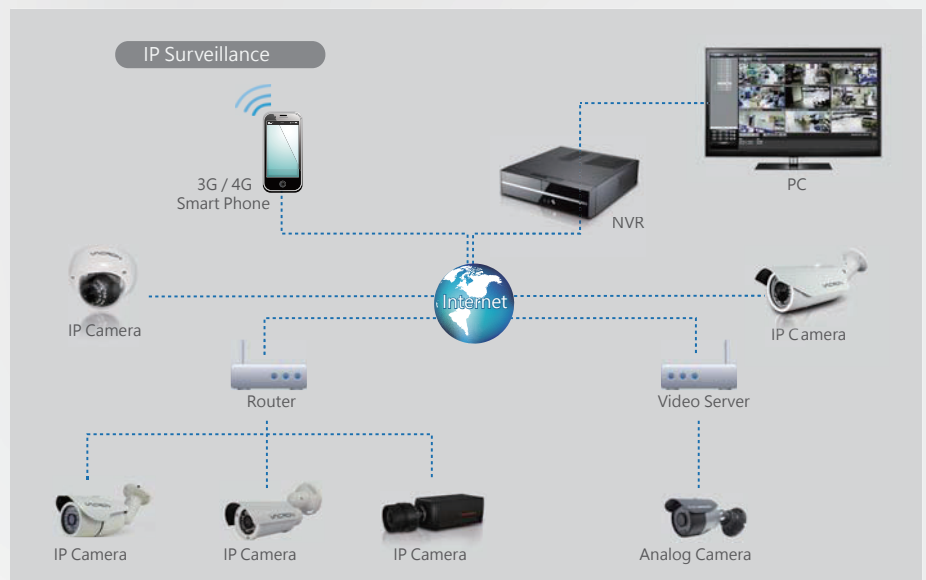 IP Surveillance
3G / 4G
Smart Phone
NVR
PC
IP Camera
Internet
IP Camera
Router
Video Server
IP Camera
IP Camera
IP Camera
Analog Camera